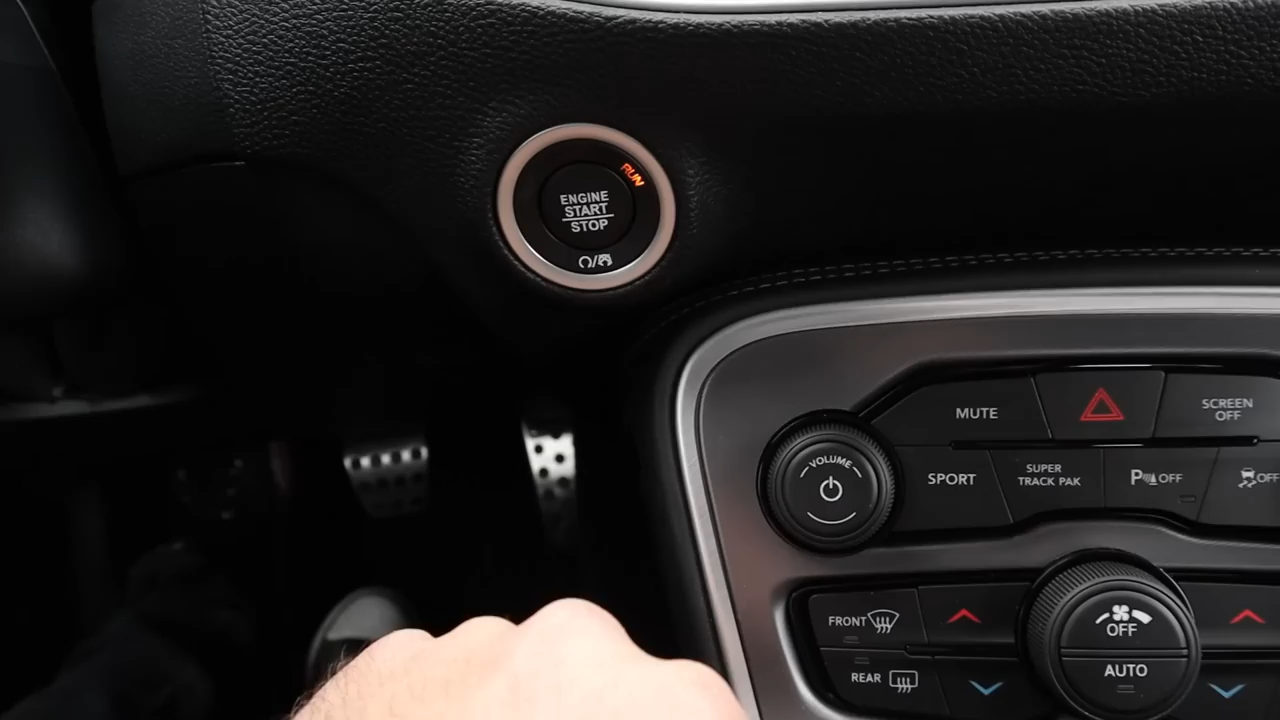 RUN
ENGINE
START
STOP
MUTE
SCREEN
OFF
VOLUME
SPORT
SUPER
TRACK PAK
P OFF
OFF
FRONT
OFF
REAR
AUTO